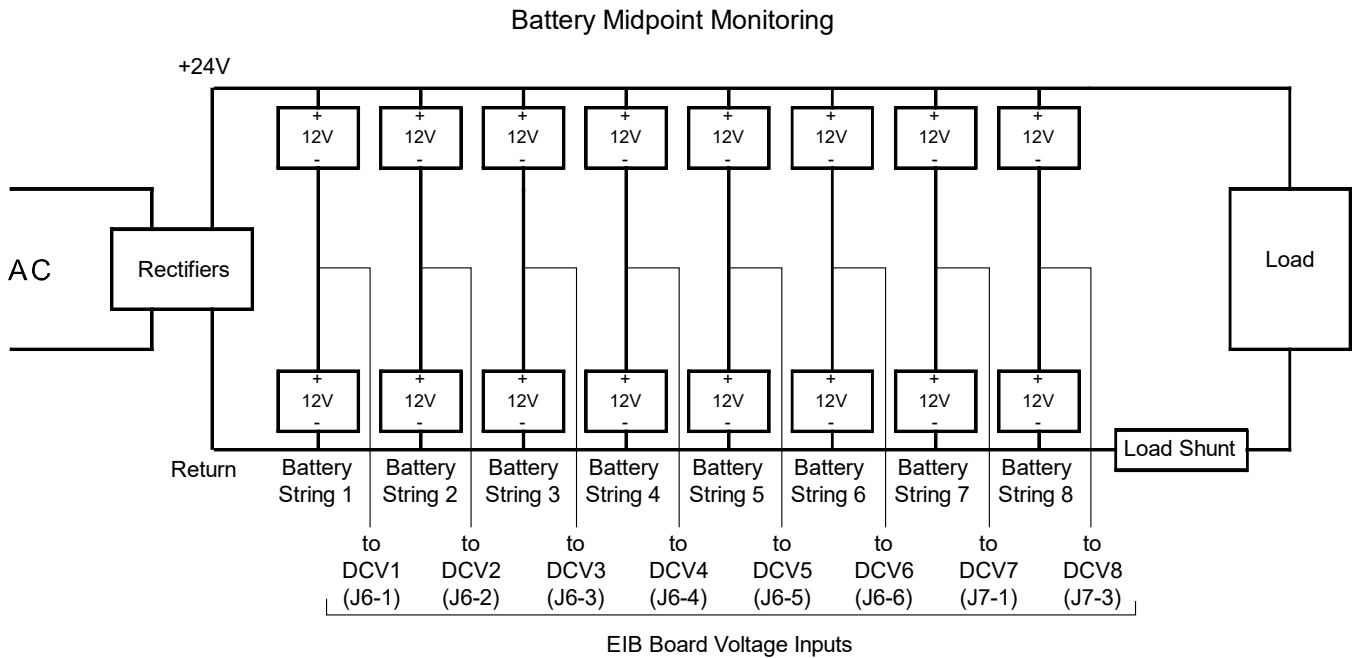 Battery Midpoint Monitoring
+24V
+ + + + + + + +
12V 12V 12V 12V 12V 12V 12V 12V
- - - - - - - -
AC
Rectifiers
Load
+ + + + + + + +
12V 12V 12V 12V 12V 12V 12V 12V
- - - - - - - -
Load Shunt
Return
Battery Battery Battery Battery Battery Battery Battery Battery
String 1 String 2 String 3 String 4 String 5 String 6 String 7 String 8
to to to to to to to to
DCV1 DCV2 DCV3 DCV4 DCV5 DCV6 DCV7 DCV8
(J6-1) (J6-2) (J6-3) (J6-4) (J6-5) (J6-6) (J7-1) (J7-3)
EIB Board Voltage Inputs